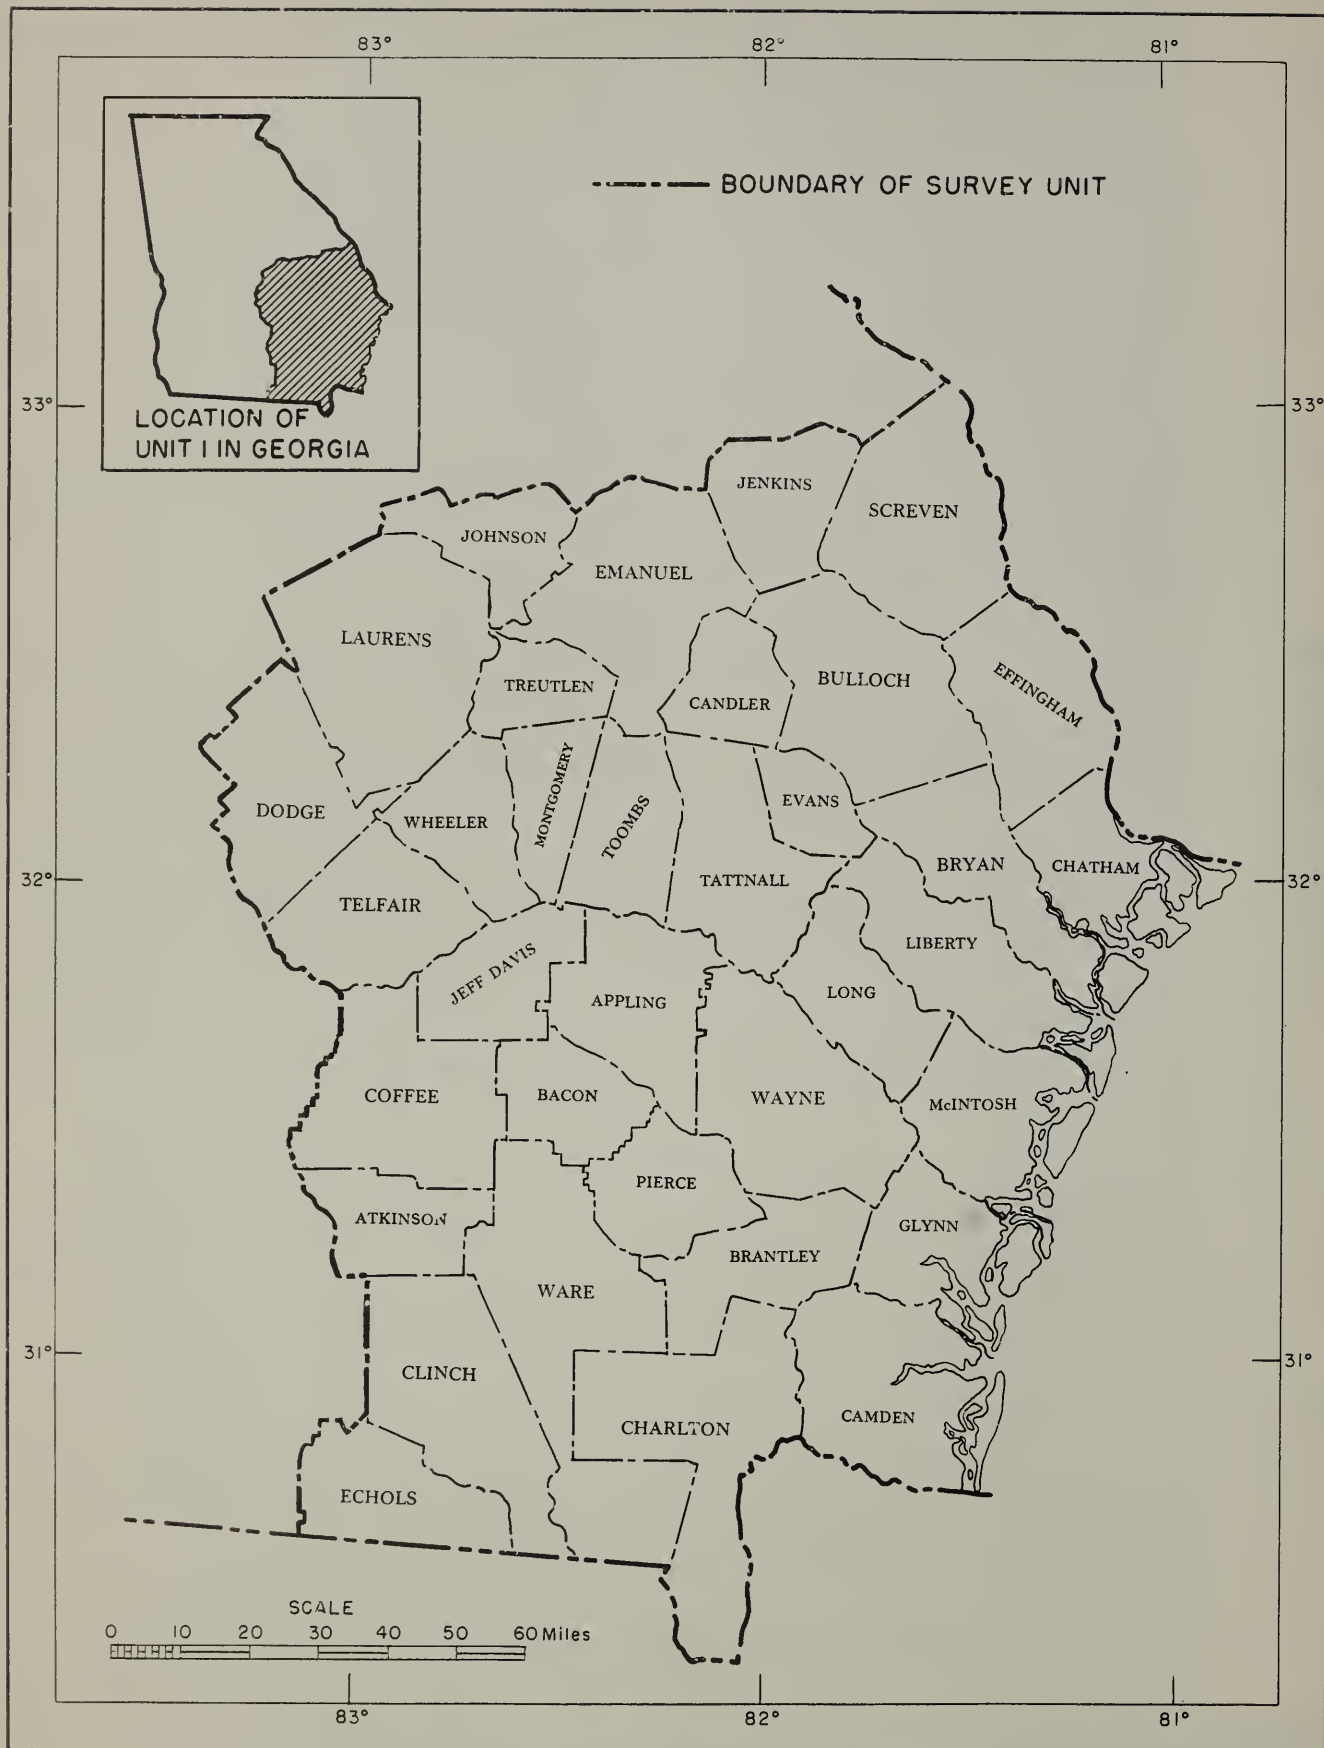 83°
82°
81°
BOUNDARY OF SURVEY UNIT
LOCATION OF
UNIT I IN GEORGIA
33°
33°
JENKINS
SCREVEN
JOHNSON
EMANUEL
LAURENS
TREUTLEN
CANDLER
BULLOCH
EFFINGHAM
DODGE
WHEELER
MONTGOMERY
TOOMBS
EVANS
BRYAN
CHATHAM
32°
32°
TATTNALL
TELFAIR
LIBERTY
JEFF DAVIS
APPLING
LONG
COFFEE
BACON
WAYNE
McINTOSH
PIERCE
ATKINSON
GLYNN
BRANTLEY
WARE
31°
31°
CLINCH
CAMDEN
CHARLTON
ECHOLS
SCALE
0 10 20 30 40 50 60 Miles
83°
82°
81°